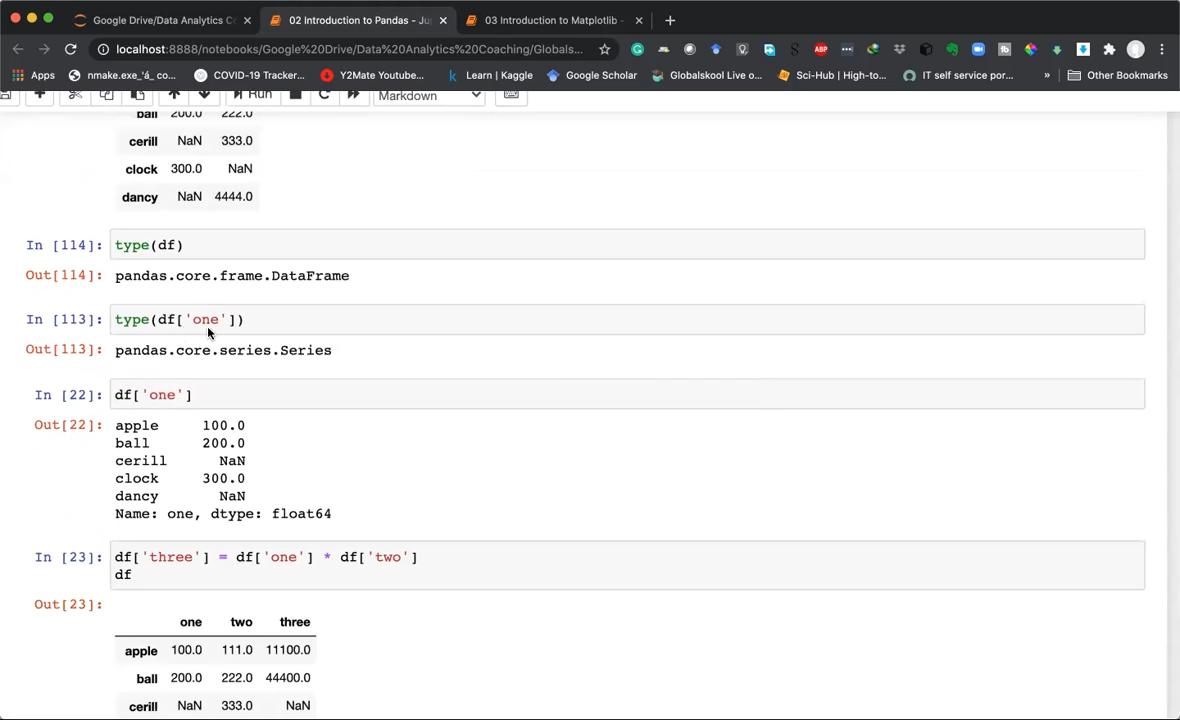 Google Drive/Data Analytics C
02 Introduction to Pandas - Ju
03 Introduction to Matplotlib -
localhost:8888/notebooks/Google%20Drive/Data%20Analytics%20Coaching/Globals...
Apps
nmake.exe_'á_ co...
COVID-19 Tracker...
Y2Mate Youtube...
Learn | Kaggle
Google Scholar
Globalskool Live o...
Sci-Hub | High-to...
IT self service por...
»
Other Bookmarks
Run
Markdown
ball 200.0 222.0
cerill NaN 333.0
clock 300.0 NaN
dancy NaN 4444.0
In [114]: type(df)
Out[114]: pandas.core.frame.DataFrame
In [113]: type(df['one'])
Out[113]: pandas.core.series.Series
In [22]: df['one']
Out[22]: apple 100.0
ball 200.0
cerill NaN
clock 300.0
dancy NaN
Name: one, dtype: float64
In [23]: df['three'] = df['one'] * df['two']
df
Out[23]:
one two three
apple 100.0 111.0 11100.0
ball 200.0 222.0 44400.0
cerill NaN 333.0 NaN